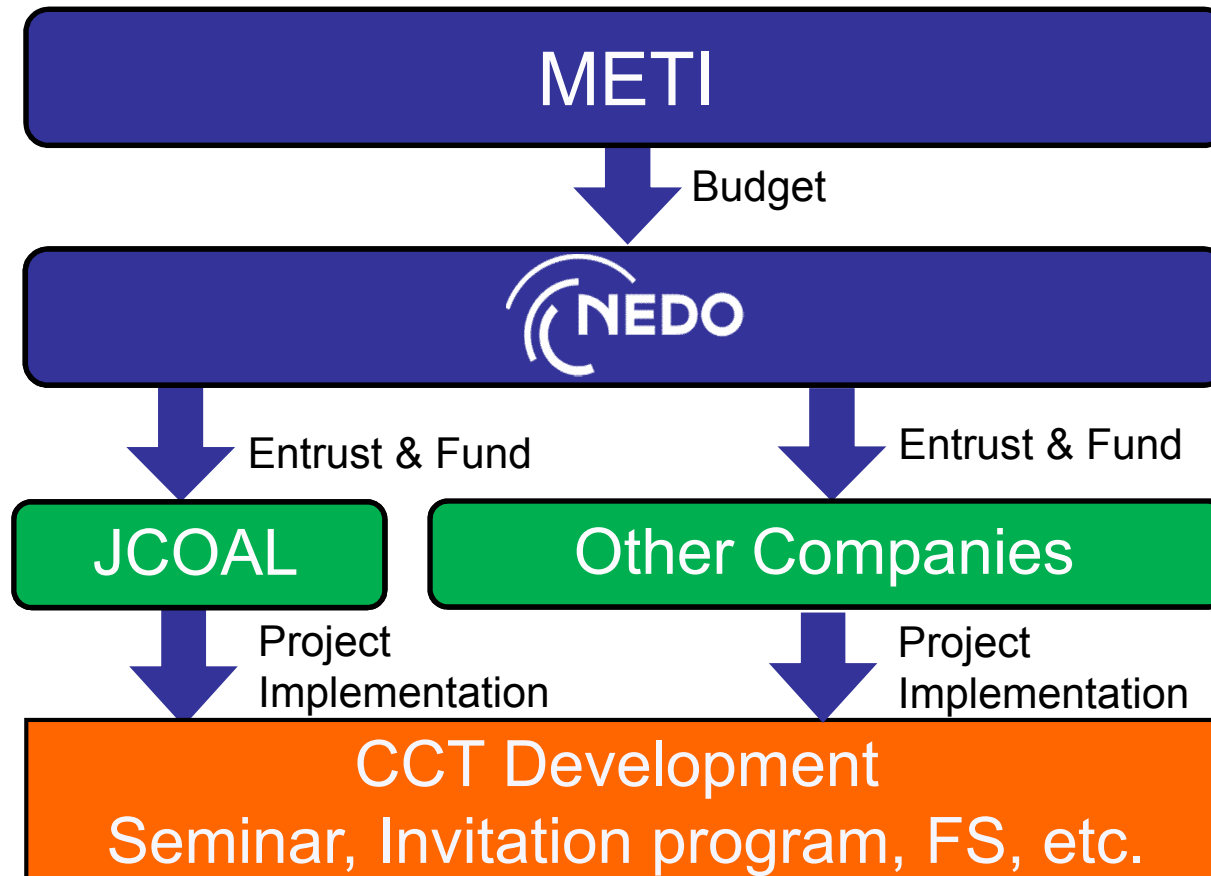 METI
Budget
NEDO
Entrust & Fund
Entrust & Fund
JCOAL
Other Companies
Project
Implementation
Project
Implementation
CCT Development
Seminar, Invitation program, FS, etc.